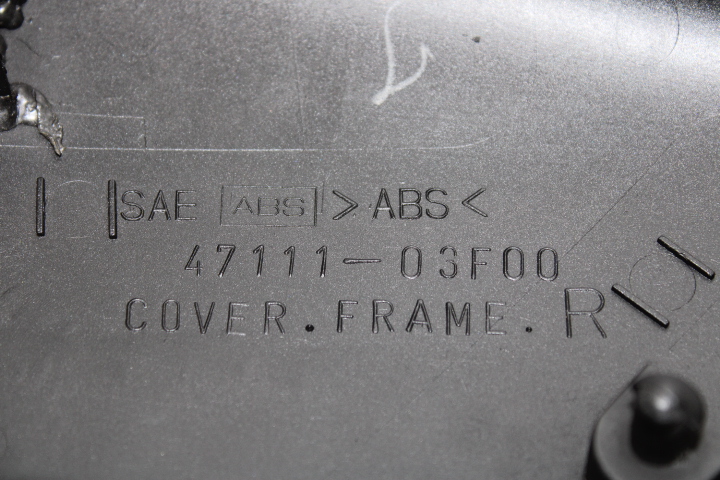 SAE ABS >ABS<
47111-03F00
COVER.FRAME.R